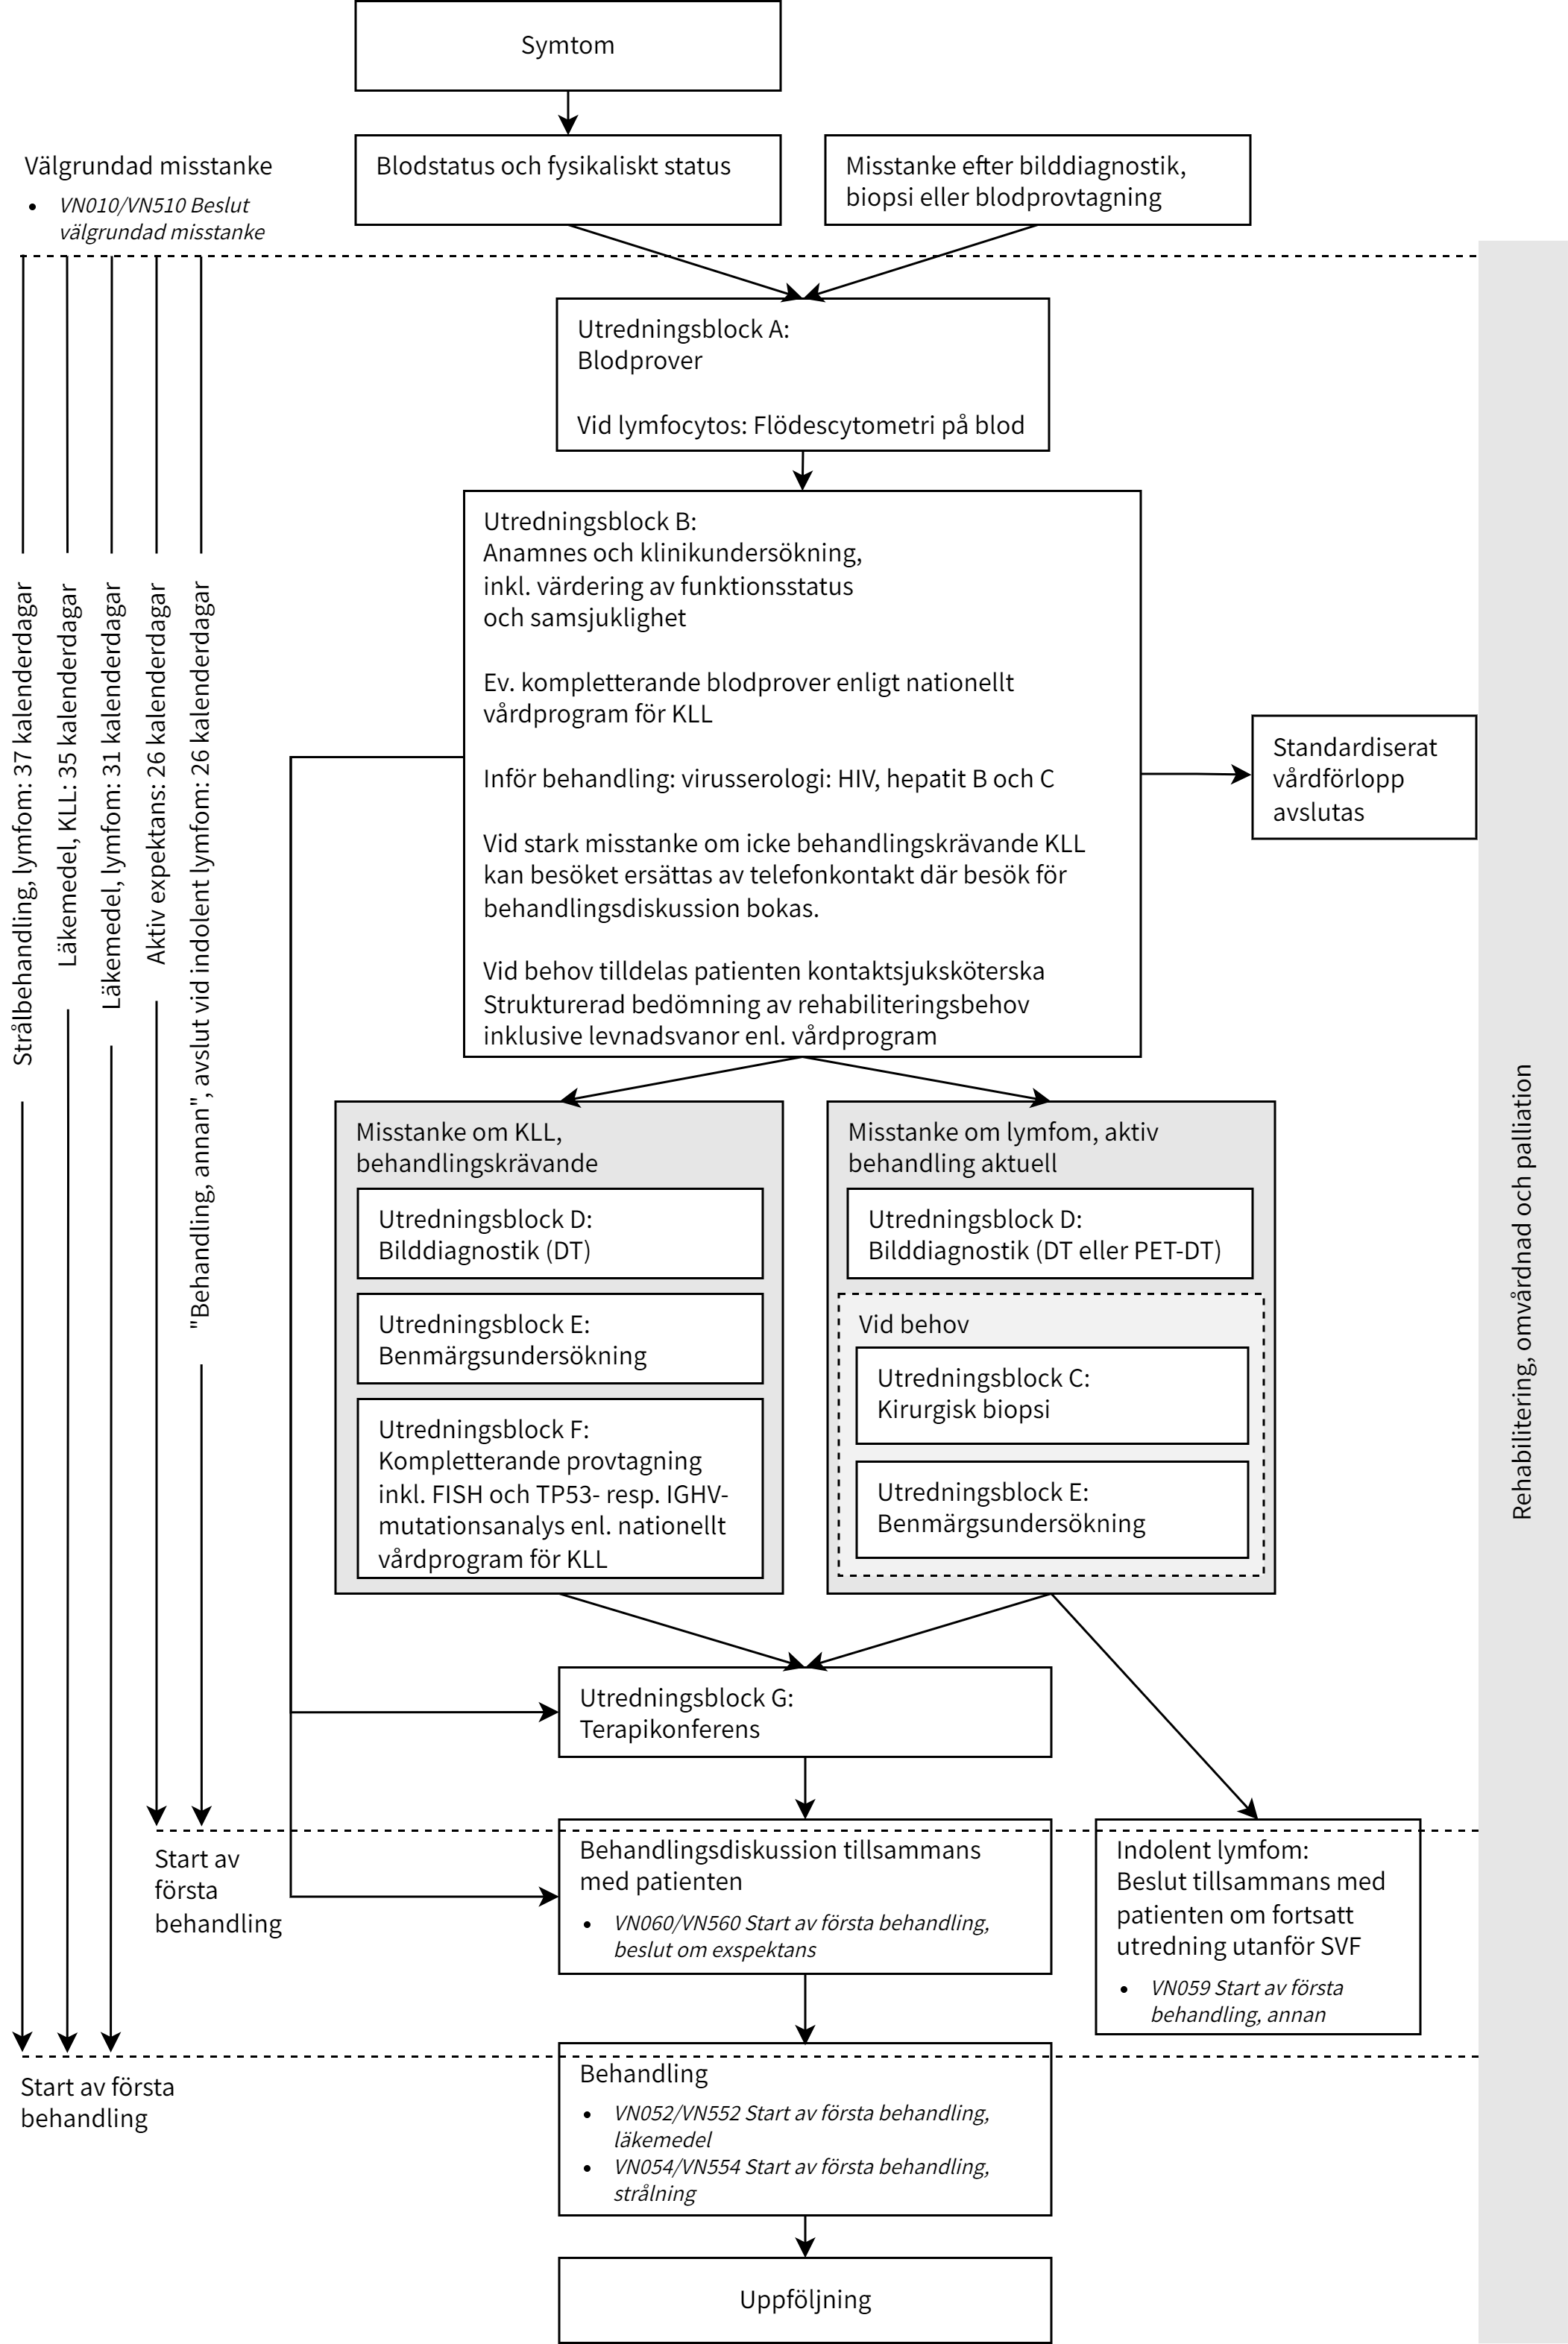 Symtom
Blodstatus och fysikaliskt status
Misstanke efter bilddiagnostik,
biopsi eller blodprovtagning
Välgrundad misstanke
• VN010/VN510 Beslut
välgrundad misstanke
Utredningsblock A:
Blodprover
Vid lymfocytos: Flödescytometri på blod
Utredningsblock B:
Anamnes och klinikundersökning,
inkl. värdering av funktionsstatus
och samsjuklighet
Ev. kompletterande blodprover enligt nationellt
vårdprogram för KLL
Inför behandling: virusserologi: HIV, hepatit B och C
Vid stark misstanke om icke behandlingskrävande KLL
kan besöket ersättas av telefonkontakt där besök för
behandlingsdiskussion bokas.
Vid behov tilldelas patienten kontaktsjuksköterska
Strukturerad bedömning av rehabiliteringsbehov
inklusive levnadsvanor enl. vårdprogram
Standardiserat
vårdförlopp
avslutas
Strålbehandling, lymfom: 37 kalenderdagar
Läkemedel, KLL: 35 kalenderdagar
Läkemedel, lymfom: 31 kalenderdagar
Aktiv expektans: 26 kalenderdagar
"Behandling, annan", avslut vid indolent lymfom: 26 kalenderdagar
Rehabilitering, omvårdnad och palliation
Misstanke om KLL,
behandlingskrävande
Utredningsblock D:
Bilddiagnostik (DT)
Utredningsblock E:
Benmärgsundersökning
Utredningsblock F:
Kompletterande provtagning
inkl. FISH och TP53- resp. IGHV-
mutationsanalys enl. nationellt
vårdprogram för KLL
Misstanke om lymfom, aktiv
behandling aktuell
Utredningsblock D:
Bilddiagnostik (DT eller PET-DT)
Vid behov
Utredningsblock C:
Kirurgisk biopsi
Utredningsblock E:
Benmärgsundersökning
Utredningsblock G:
Terapikonferens
Start av
första
behandling
Behandlingsdiskussion tillsammans
med patienten
• VN060/VN560 Start av första behandling,
beslut om exspektans
Indolent lymfom:
Beslut tillsammans med
patienten om fortsatt
utredning utanför SVF
• VN059 Start av första
behandling, annan
Start av första
behandling
Behandling
• VN052/VN552 Start av första behandling,
läkemedel
• VN054/VN554 Start av första behandling,
strålning
Uppföljning